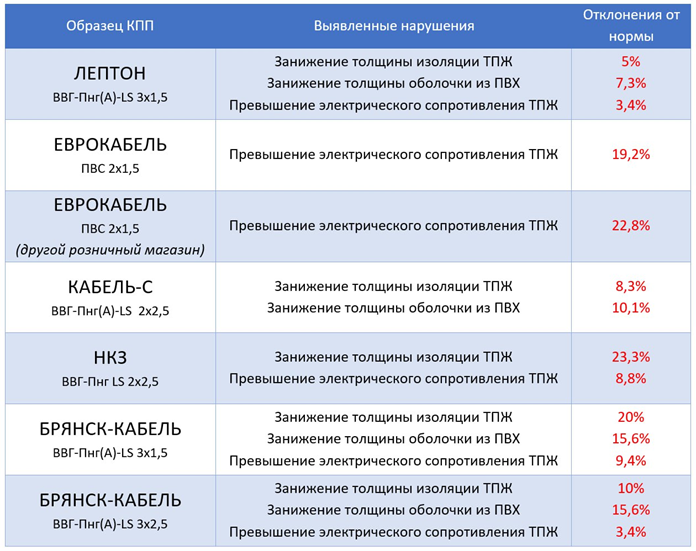 Образец КПП
Выявленные нарушения
Отклонения от
нормы
ЛЕПТОН
ВВГ-Пнг(А)-LS 3х1,5
Занижение толщины изоляции ТПЖ
5%
Занижение толщины оболочки из ПВХ
7,3%
Превышение электрического сопротивления ТПЖ
3,4%
ЕВРОКАБЕЛЬ
ПВС 2х1,5
Превышение электрического сопротивления ТПЖ
19,2%
ЕВРОКАБЕЛЬ
ПВС 2х1,5
(другой розничный магазин)
Превышение электрического сопротивления ТПЖ
22,8%
КАБЕЛЬ-С
ВВГ-Пнг(А)-LS 2х2,5
Занижение толщины изоляции ТПЖ
8,3%
Занижение толщины оболочки из ПВХ
10,1%
НКЗ
ВВГ-Пнг LS 2х2,5
Занижение толщины изоляции ТПЖ
23,3%
Превышение электрического сопротивления ТПЖ
8,8%
БРЯНСК-КАБЕЛЬ
ВВГ-Пнг(А)-LS 3х1,5
Занижение толщины изоляции ТПЖ
20%
Занижение толщины оболочки из ПВХ
15,6%
Превышение электрического сопротивления ТПЖ
9,4%
БРЯНСК-КАБЕЛЬ
ВВГ-Пнг(А)-LS 3х2,5
Занижение толщины изоляции ТПЖ
10%
Занижение толщины оболочки из ПВХ
15,6%
Превышение электрического сопротивления ТПЖ
3,4%